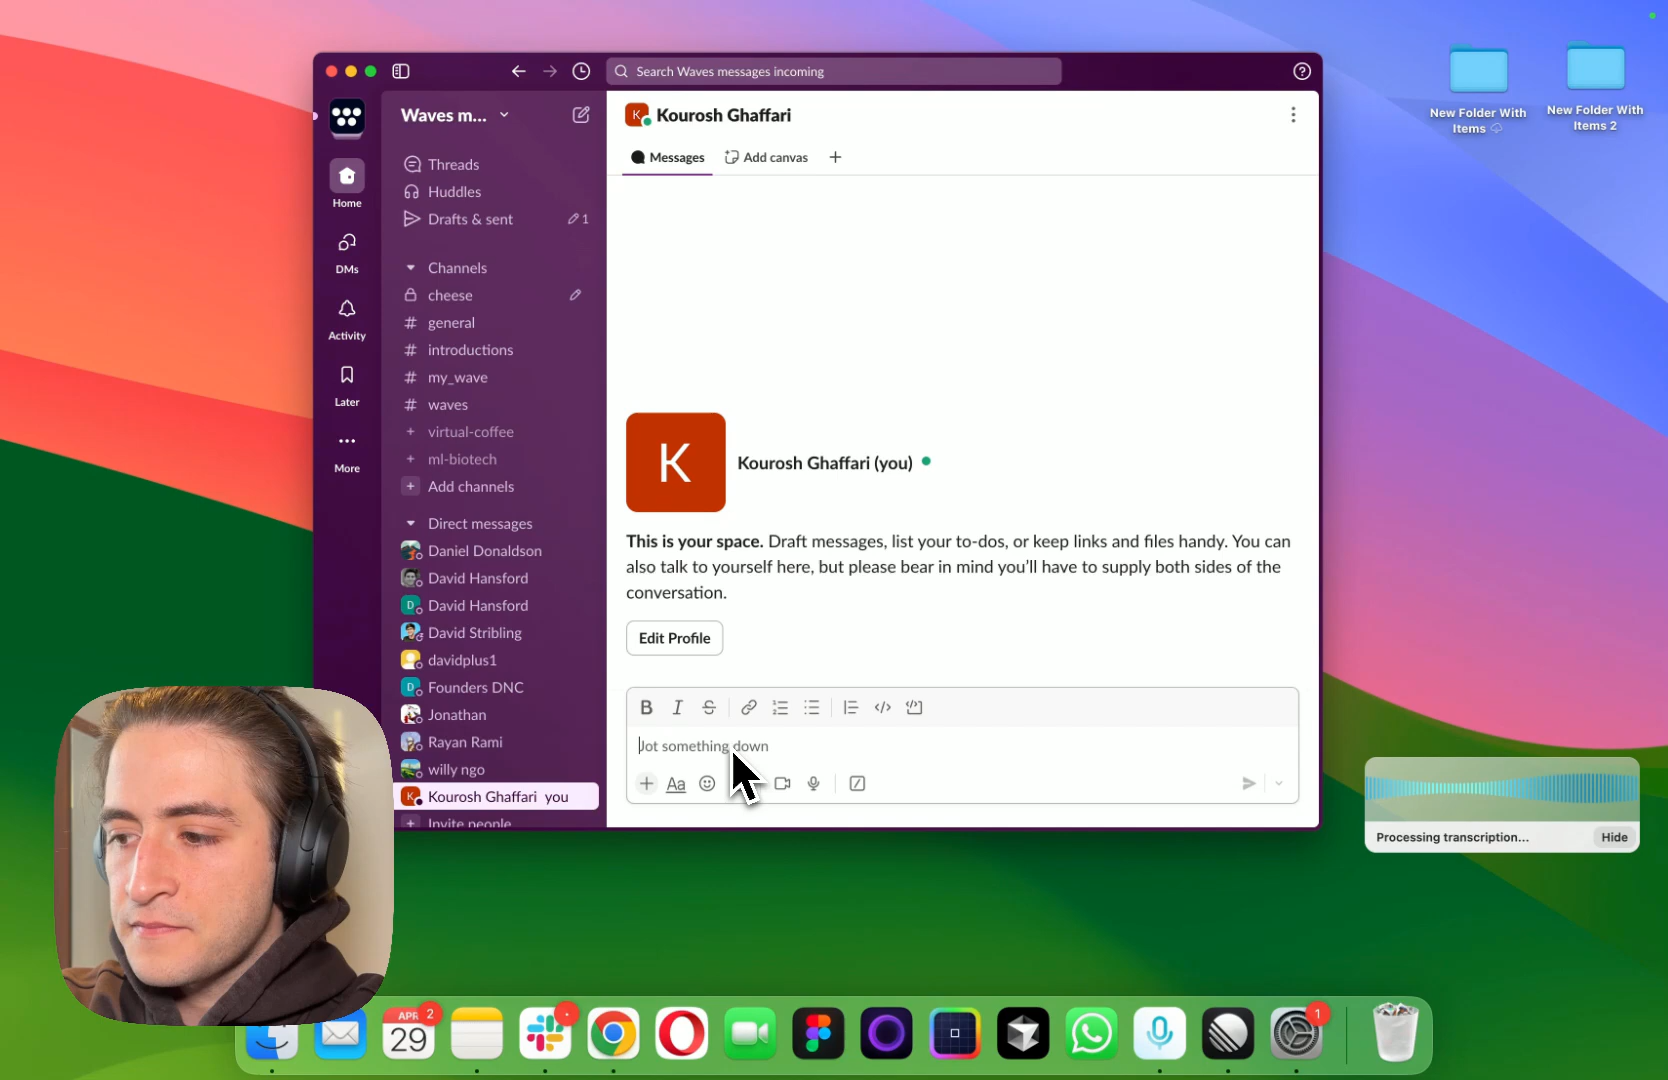 Search Waves messages incoming
New Folder With
Items
New Folder With
Items 2
Waves m...
Home
DMs
Activity
Later
More
Threads
Huddles
Drafts & sent 1
Channels
cheese
# general
# introductions
# my_wave
# waves
+ virtual-coffee
+ ml-biotech
+ Add channels
Direct messages
Daniel Donaldson
David Hansford
D David Hansford
David Stribling
davidplus1
D Founders DNC
Jonathan
Rayan Rami
willy ngo
K Kourosh Ghaffari you
+ Invite people
K Kourosh Ghaffari
Messages Add canvas +
K
Kourosh Ghaffari (you)
This is your space. Draft messages, list your to-dos, or keep links and files handy. You can
also talk to yourself here, but please bear in mind you’ll have to supply both sides of the
conversation.
Edit Profile
B I S
Jot something down
+ Aa
Processing transcription...
Hide
APR 2
29
1